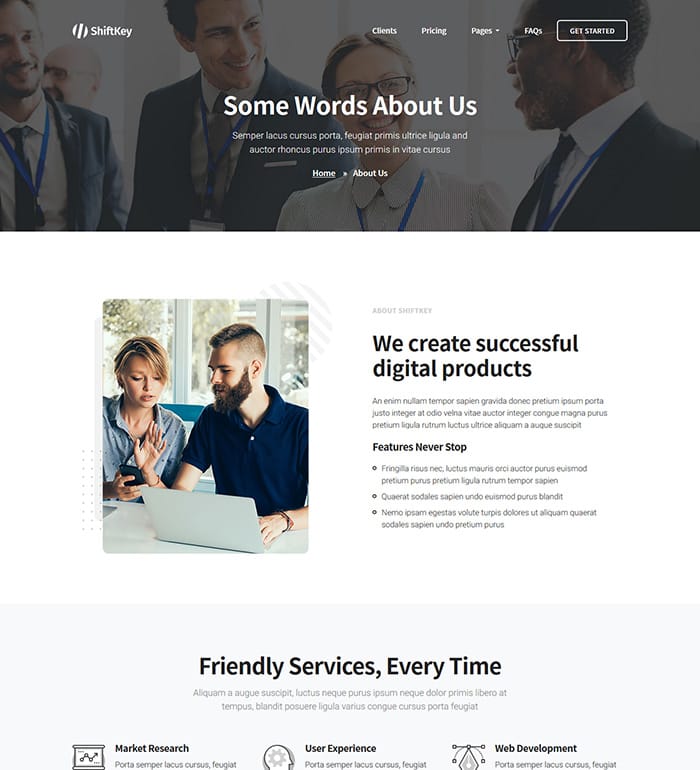 ShiftKey
Clients Pricing Pages FAQs GET STARTED
Some Words About Us
Semper lacus cursus porta, feugiat primis ultrice ligula and
auctor rhoncus purus ipsum primis in vitae cursus
Home » About Us
ABOUT SHIFTKEY
We create successful
digital products
An enim nullam tempor sapien gravida donec pretium ipsum porta
justo integer at odio velna vitae auctor integer congue magna purus
pretium ligula rutrum luctus ultrice aliquam a augue suscipit
Features Never Stop
Fringilla risus nec, luctus mauris orci auctor purus euismod
pretium purus pretium ligula rutrum tempor sapien
Quaerat sodales sapien undo euismod purus blandit
Nemo ipsam egestas volute turpis dolores ut aliquam quaerat
sodales sapien undo pretium purus
Friendly Services, Every Time
Aliquam a augue suscipit, luctus neque purus ipsum neque dolor primis libero at
tempus, blandit posuere ligula varius congue cursus porta feugiat
Market Research User Experience Web Development
Porta semper lacus cursus, feugiat Porta semper lacus cursus, feugiat Porta semper lacus cursus, feugiat